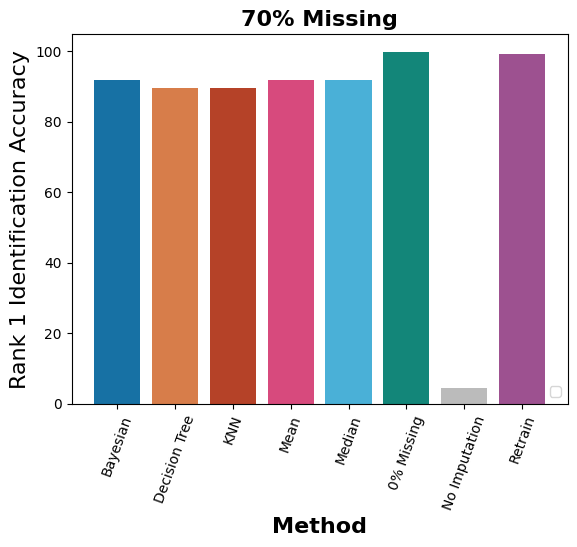 70% Missing
Rank 1 Identification Accuracy
100
80
60
40
20
0
Bayesian
Decision Tree
KNN
Mean
Median
0% Missing
No Imputation
Retrain
Method